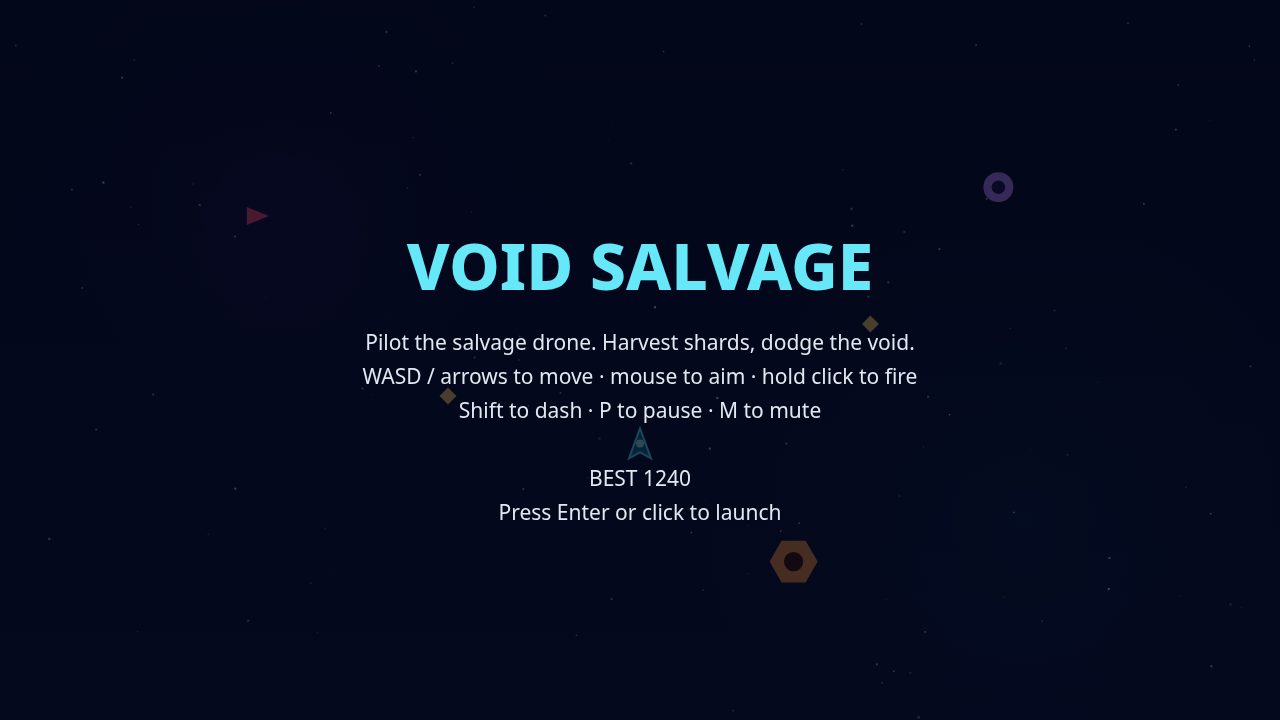 VOID SALVAGE
Pilot the salvage drone. Harvest shards, dodge the void.
WASD / arrows to move · mouse to aim · hold click to fire
Shift to dash · P to pause · M to mute
BEST 1240
Press Enter or click to launch